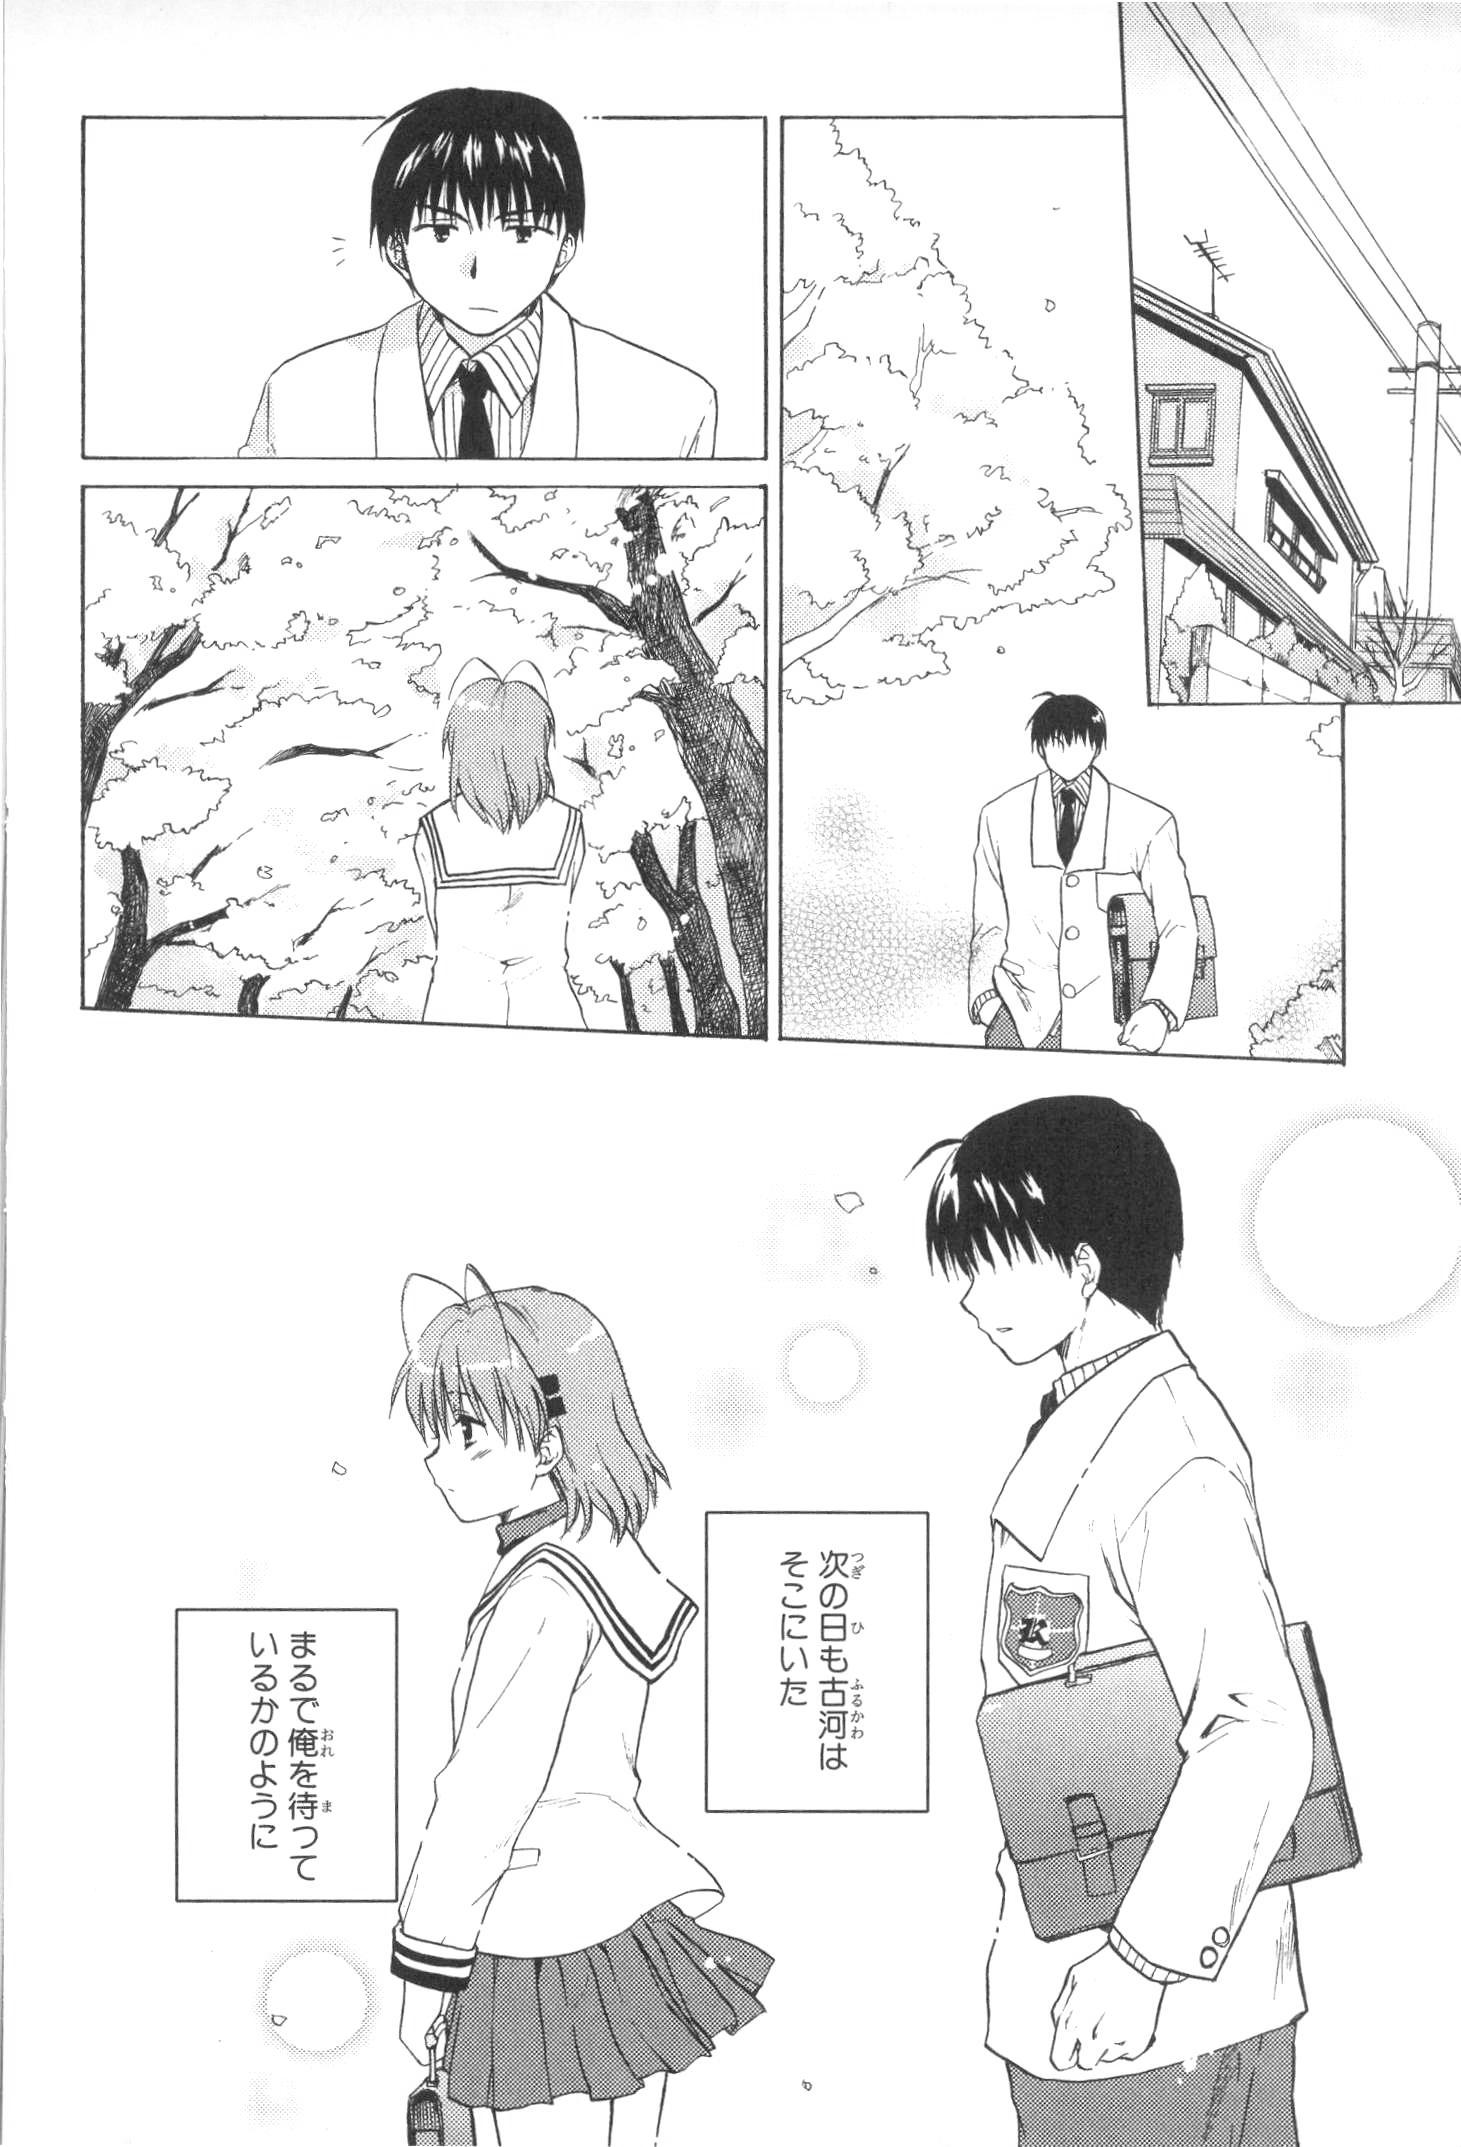 次の日も古河は
そこにいた
まるで俺を待って
いるかのように
K